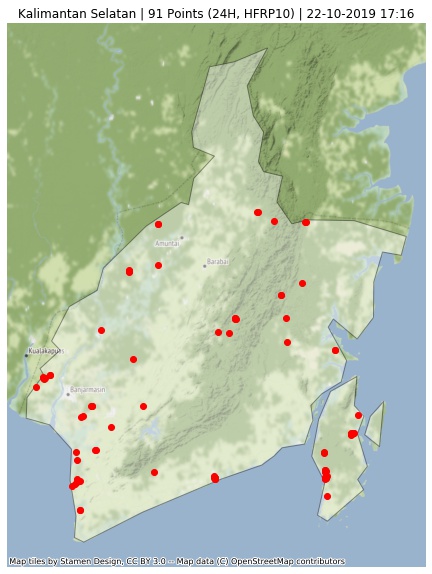 Kalimantan Selatan | 91 Points (24H, HFRP10) | 22-10-2019 17:16
Amuntai
Barabai
Kualakapuas
Banjarmasin
Map tiles by Stamen Design, CC BY 3.0 -- Map data (C) OpenStreetMap contributors